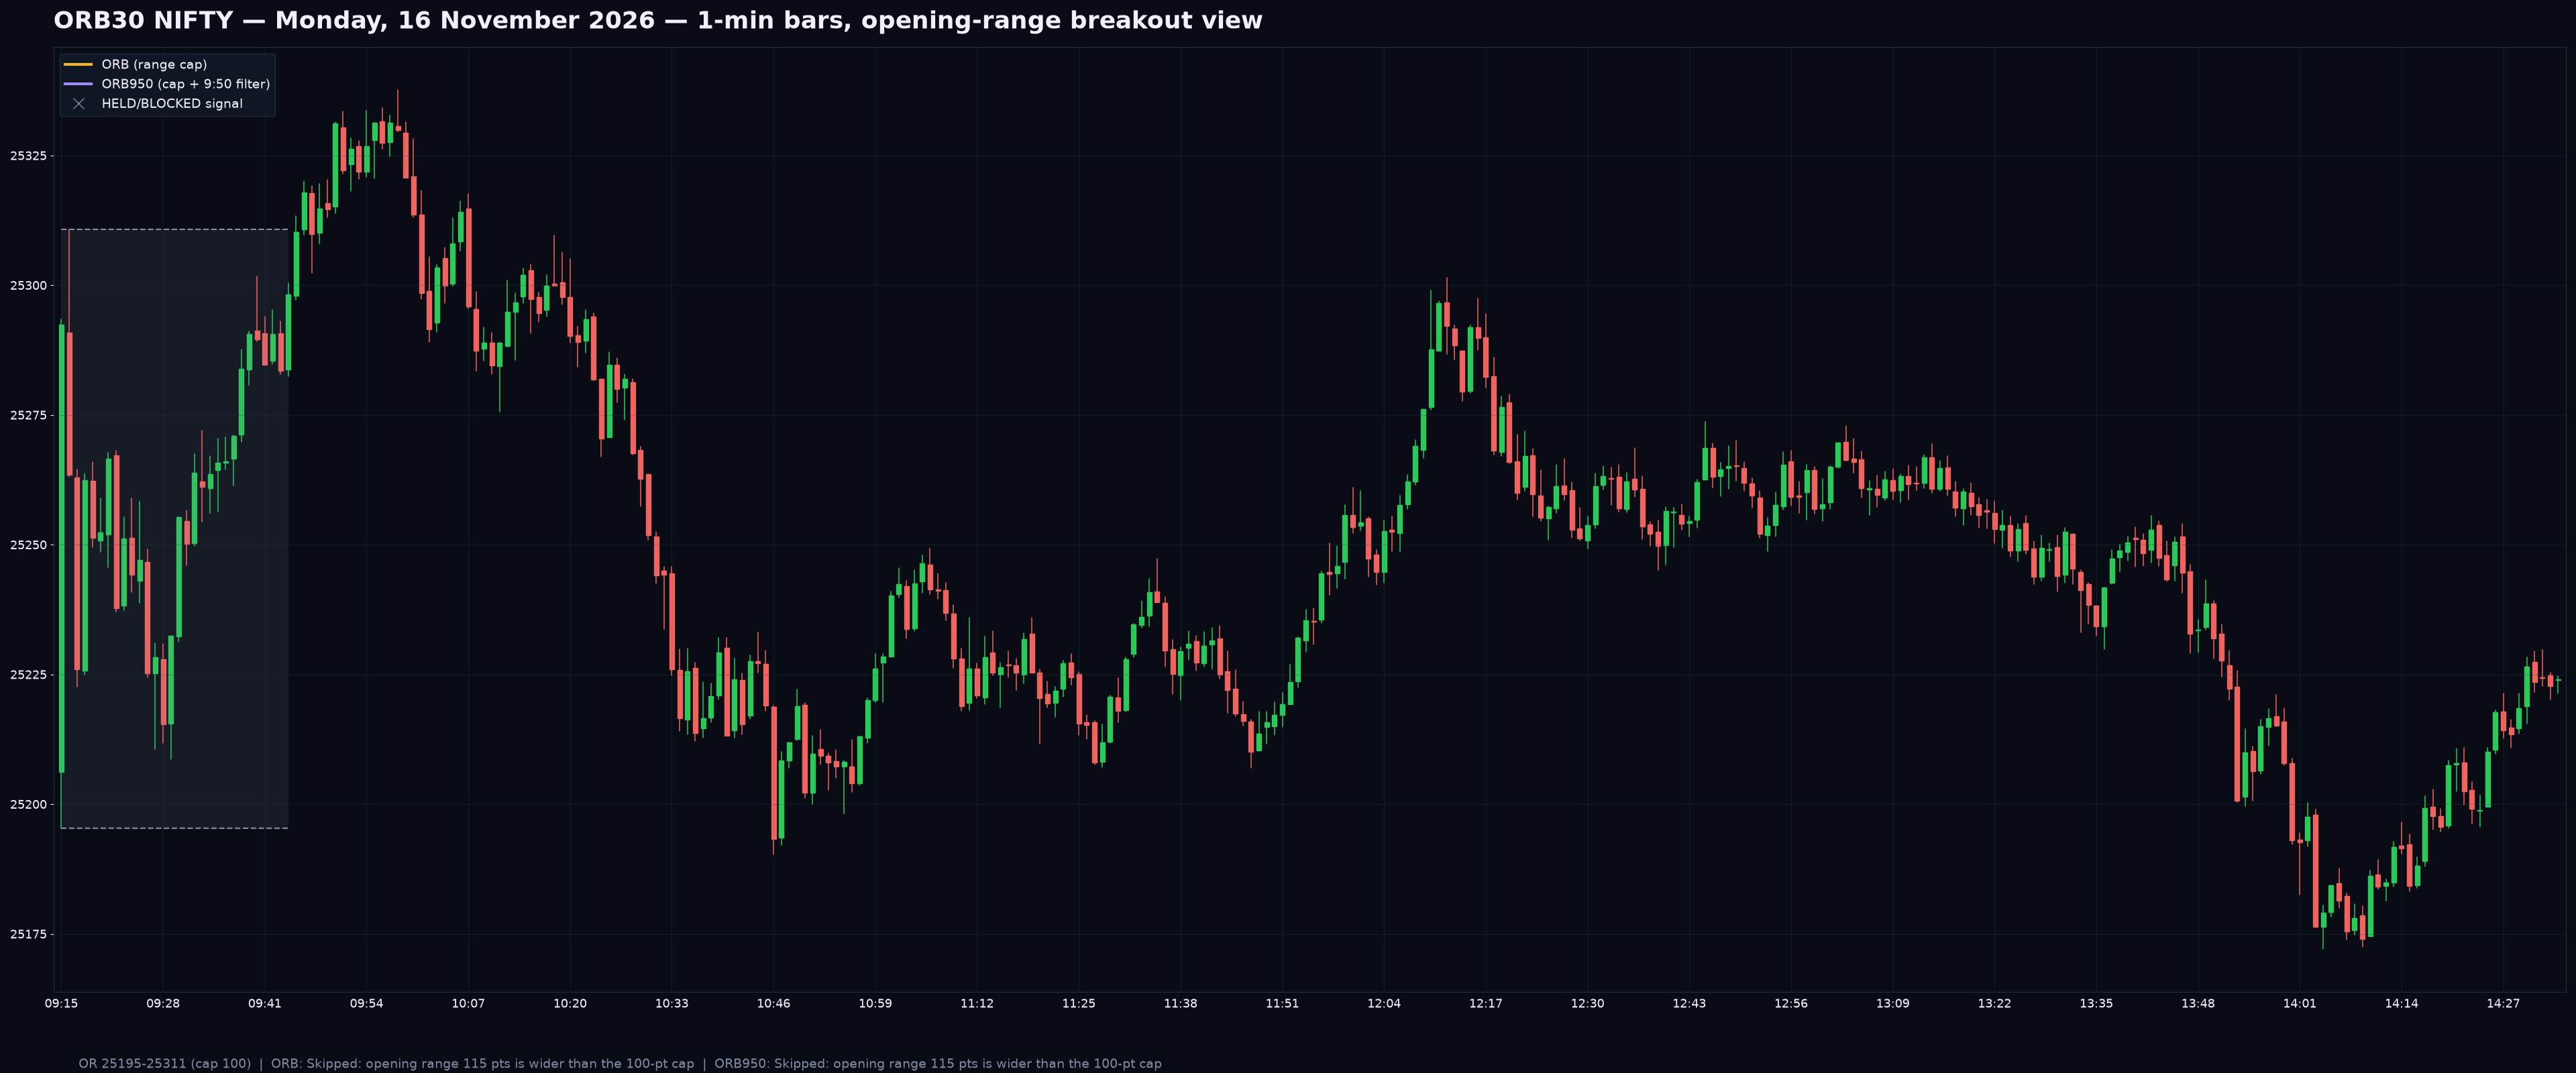 ORB30 NIFTY — Monday, 16 November 2026 — 1-min bars, opening-range breakout view
ORB (range cap)
ORB950 (cap + 9:50 filter)
HELD/BLOCKED signal
25325
25300
25275
25250
25225
25200
25175
09:15 09:28 09:41 09:54 10:07 10:20 10:33 10:46 10:59 11:12 11:25 11:38 11:51 12:04 12:17 12:30 12:43 12:56 13:09 13:22 13:35 13:48 14:01 14:14 14:27
OR 25195-25311 (cap 100) | ORB: Skipped: opening range 115 pts is wider than the 100-pt cap | ORB950: Skipped: opening range 115 pts is wider than the 100-pt cap